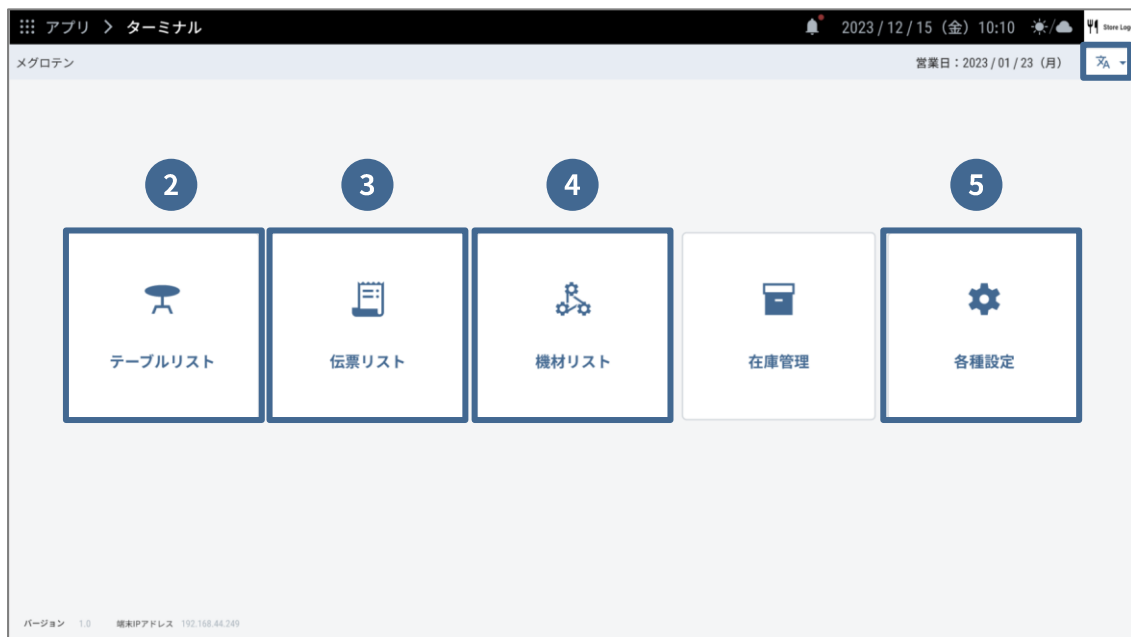 アプリ > ターミナル 2023 / 12 / 15（金）10:10 Store Log
メグロテン 営業日：2023 / 01 / 23（月） 文A
2 3 4 5
テーブルリスト 伝票リスト 機材リスト 在庫管理 各種設定
バージョン 1.0 端末IPアドレス 192.168.44.249